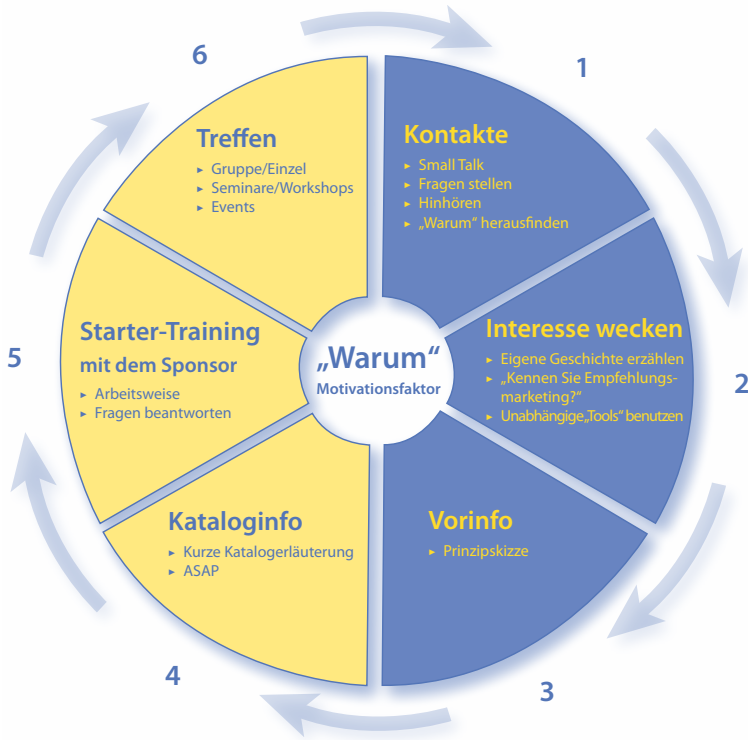 1
Kontakte
▸ Small Talk
▸ Fragen stellen
▸ Hinhören
▸ „Warum“ herausfinden
2
Interesse wecken
▸ Eigene Geschichte erzählen
▸ „Kennen Sie Empfehlungs-
marketing?“
▸ Unabhängige„Tools“ benutzen
3
Vorinfo
▸ Prinzipskizze
4
Kataloginfo
▸ Kurze Katalogerläuterung
▸ ASAP
5
Starter-Training
mit dem Sponsor
▸ Arbeitsweise
▸ Fragen beantworten
6
Treffen
▸ Gruppe/Einzel
▸ Seminare/Workshops
▸ Events
„Warum“
Motivationsfaktor